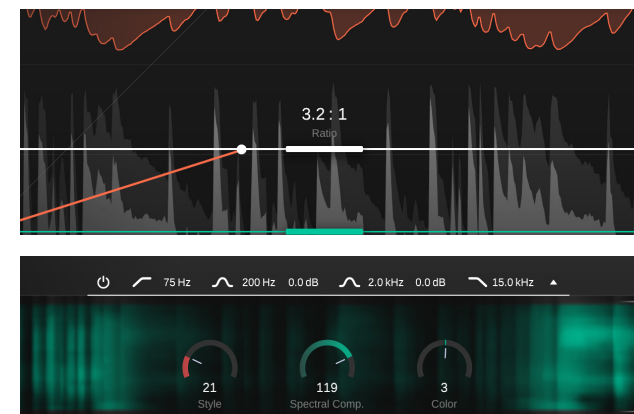 3.2 : 1
Ratio
75 Hz 200 Hz 0.0 dB 2.0 kHz 0.0 dB 15.0 kHz
21 119 3
Style Spectral Comp. Color